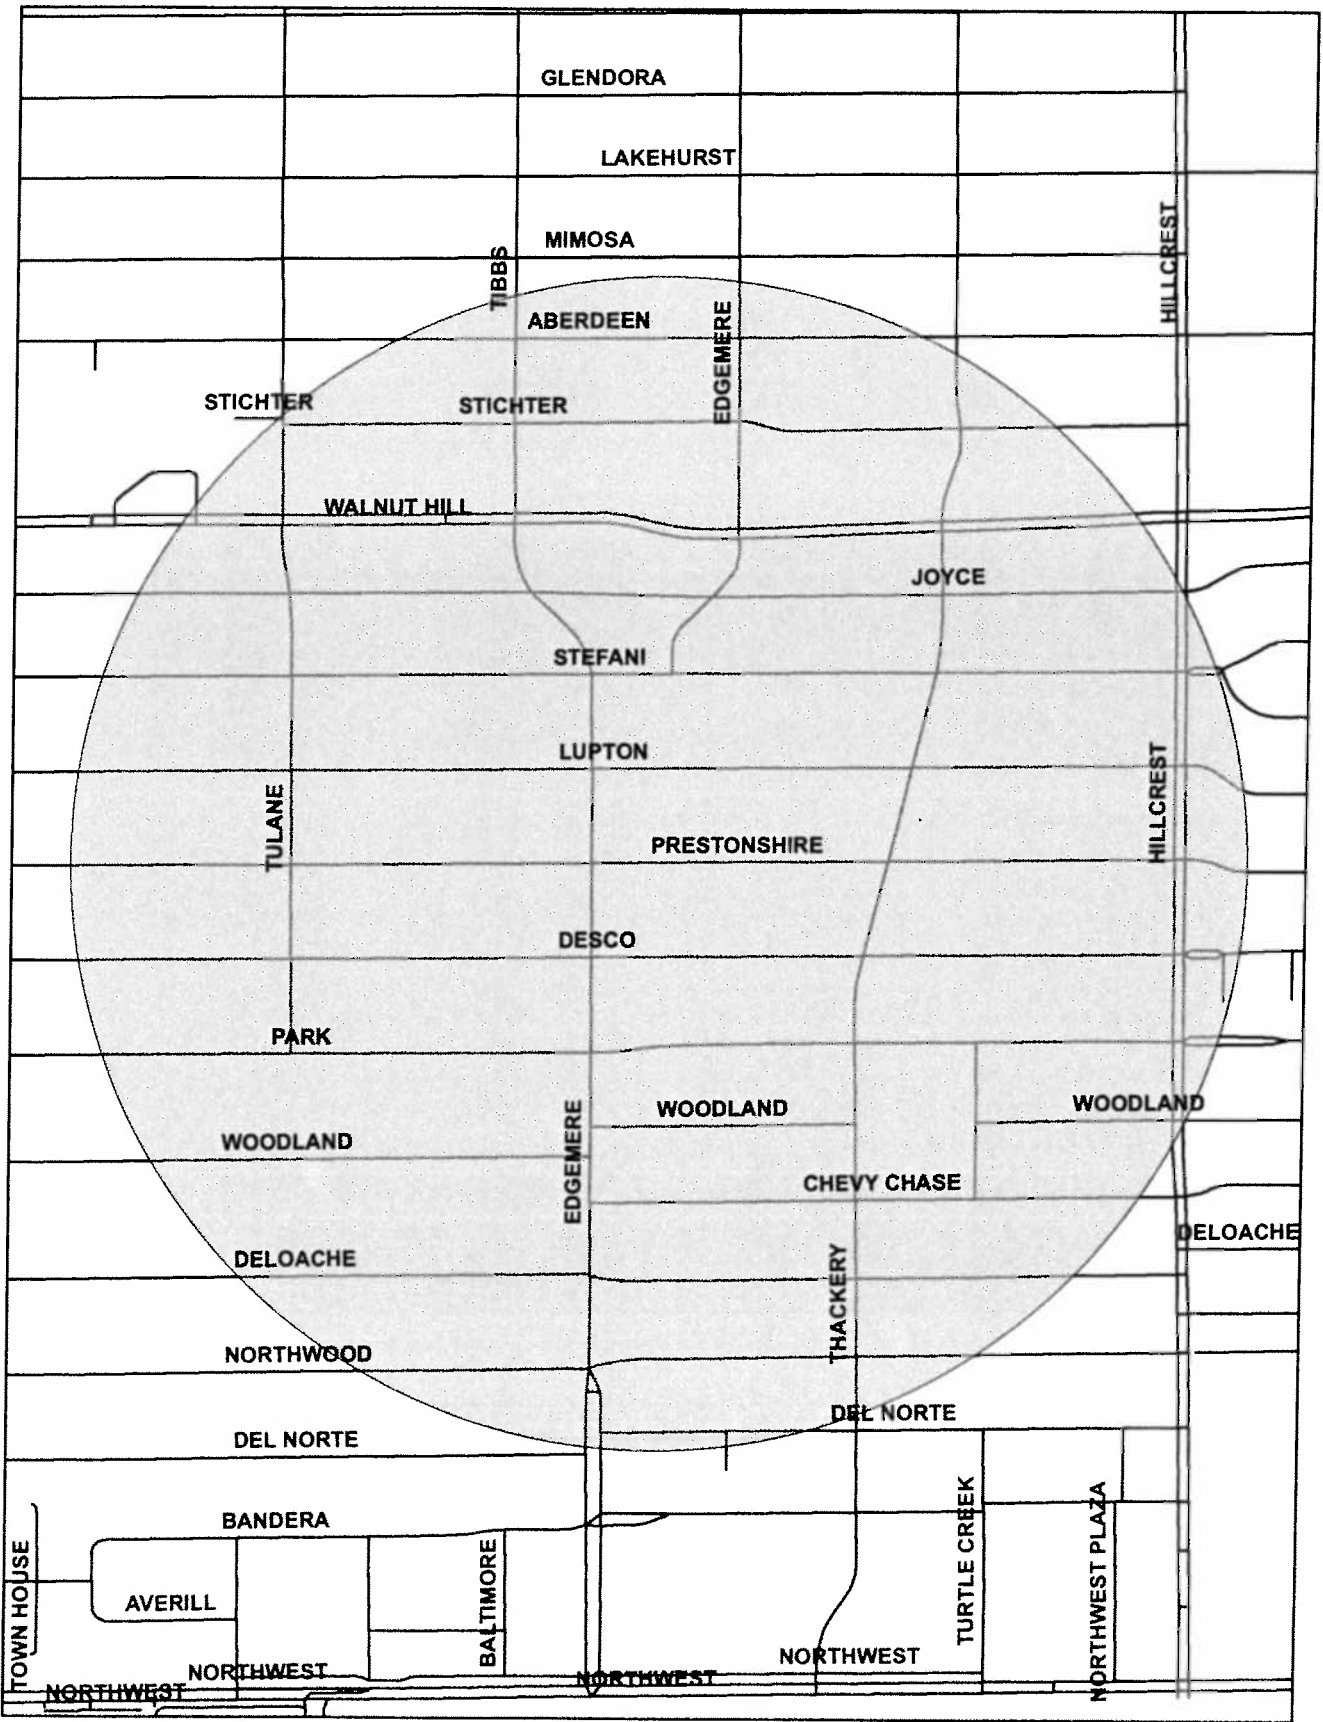 GLENDORA
LAKEHURST
HILLCREST
MIMOSA
TIBBS
ABERDEEN
EDGEMERE
STICHTER
STICHTER
WALNUT HILL
JOYCE
STEFANI
LUPTON
HILLCREST
TULANE
PRESTONSHIRE
DESCO
PARK
WOODLAND
WOODLAND
EDGEMERE
WOODLAND
CHEVY CHASE
DELOACHE
DELOACHE
THACKERY
NORTHWOOD
DEL NORTE
DEL NORTE
BANDERA
TURTLE CREEK
NORTHWEST PLAZA
TOWN HOUSE
BALTIMORE
AVERILL
NORTHWEST
NORTHWEST
NORTHWEST
NORTHWEST